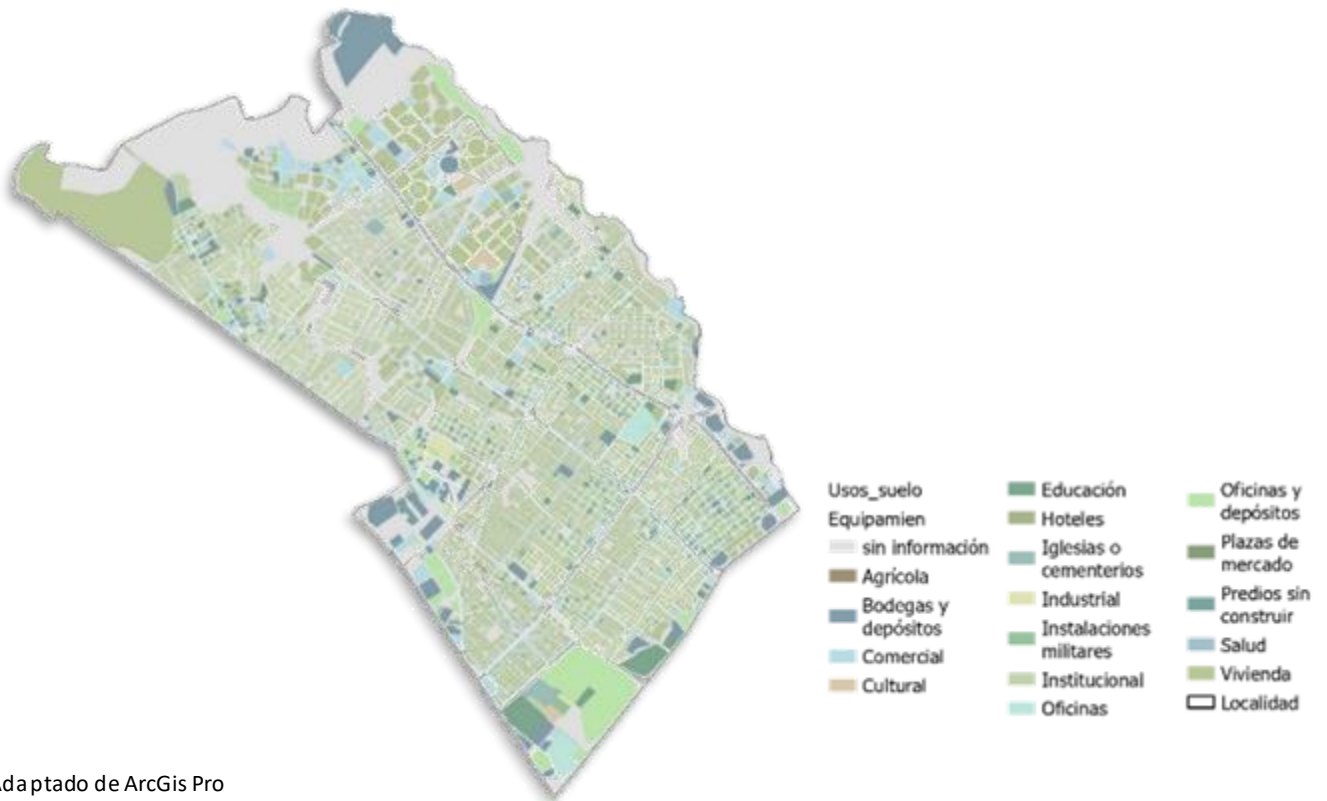 Usos_suelo
Equipamien
sin información
Agrícola
Bodegas y
depósitos
Comercial
Cultural
Educación
Hoteles
Iglesias o
cementerios
Industrial
Instalaciones
militares
Institucional
Oficinas
Oficinas y
depósitos
Plazas de
mercado
Predios sin
construir
Salud
Vivienda
Localidad
daptado de ArcGis Pro